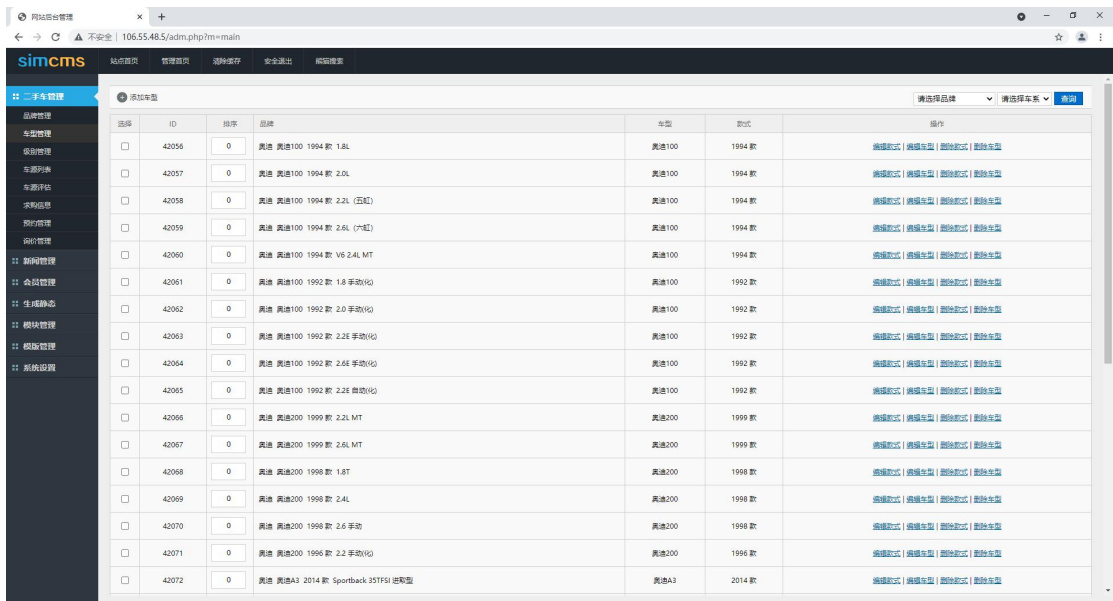 网站后台管理
不安全 | 106.55.48.5/adm.php?m=main
simcms 站点首页 管理首页 清除缓存 安全退出 
二手车管理
品牌管理
车型管理
级别管理
车源列表
车源评估
求购信息
预约管理
询价管理
新闻管理
会员管理
生成静态
模块管理
模版管理
系统设置
添加车型 请选择品牌 请选择车系 查询
选择 ID 排序 品牌 车型 款式 操作
42056 0 奥迪 奥迪100 1994 款 1.8L 奥迪100 1994 款 编辑款式 | 编辑车型 | 删除款式 | 删除车型
42057 0 奥迪 奥迪100 1994 款 2.0L 奥迪100 1994 款 编辑款式 | 编辑车型 | 删除款式 | 删除车型
42058 0 奥迪 奥迪100 1994 款 2.2L (五缸) 奥迪100 1994 款 编辑款式 | 编辑车型 | 删除款式 | 删除车型
42059 0 奥迪 奥迪100 1994 款 2.6L (六缸) 奥迪100 1994 款 编辑款式 | 编辑车型 | 删除款式 | 删除车型
42060 0 奥迪 奥迪100 1994 款 V6 2.4L MT 奥迪100 1994 款 编辑款式 | 编辑车型 | 删除款式 | 删除车型
42061 0 奥迪 奥迪100 1992 款 1.8 手动(化) 奥迪100 1992 款 编辑款式 | 编辑车型 | 删除款式 | 删除车型
42062 0 奥迪 奥迪100 1992 款 2.0 手动(化) 奥迪100 1992 款 编辑款式 | 编辑车型 | 删除款式 | 删除车型
42063 0 奥迪 奥迪100 1992 款 2.2E 手动(化) 奥迪100 1992 款 编辑款式 | 编辑车型 | 删除款式 | 删除车型
42064 0 奥迪 奥迪100 1992 款 2.6E 手动(化) 奥迪100 1992 款 编辑款式 | 编辑车型 | 删除款式 | 删除车型
42065 0 奥迪 奥迪100 1992 款 2.2E 自动(化) 奥迪100 1992 款 编辑款式 | 编辑车型 | 删除款式 | 删除车型
42066 0 奥迪 奥迪200 1999 款 2.2L MT 奥迪200 1999 款 编辑款式 | 编辑车型 | 删除款式 | 删除车型
42067 0 奥迪 奥迪200 1999 款 2.6L MT 奥迪200 1999 款 编辑款式 | 编辑车型 | 删除款式 | 删除车型
42068 0 奥迪 奥迪200 1998 款 1.8T 奥迪200 1998 款 编辑款式 | 编辑车型 | 删除款式 | 删除车型
42069 0 奥迪 奥迪200 1998 款 2.4L 奥迪200 1998 款 编辑款式 | 编辑车型 | 删除款式 | 删除车型
42070 0 奥迪 奥迪200 1998 款 2.6 手动 奥迪200 1998 款 编辑款式 | 编辑车型 | 删除款式 | 删除车型
42071 0 奥迪 奥迪200 1996 款 2.2 手动(化) 奥迪200 1996 款 编辑款式 | 编辑车型 | 删除款式 | 删除车型
42072 0 奥迪 奥迪A3 2014 款 Sportback 35TFSI 进取型 奥迪A3 2014 款 编辑款式 | 编辑车型 | 删除款式 | 删除车型